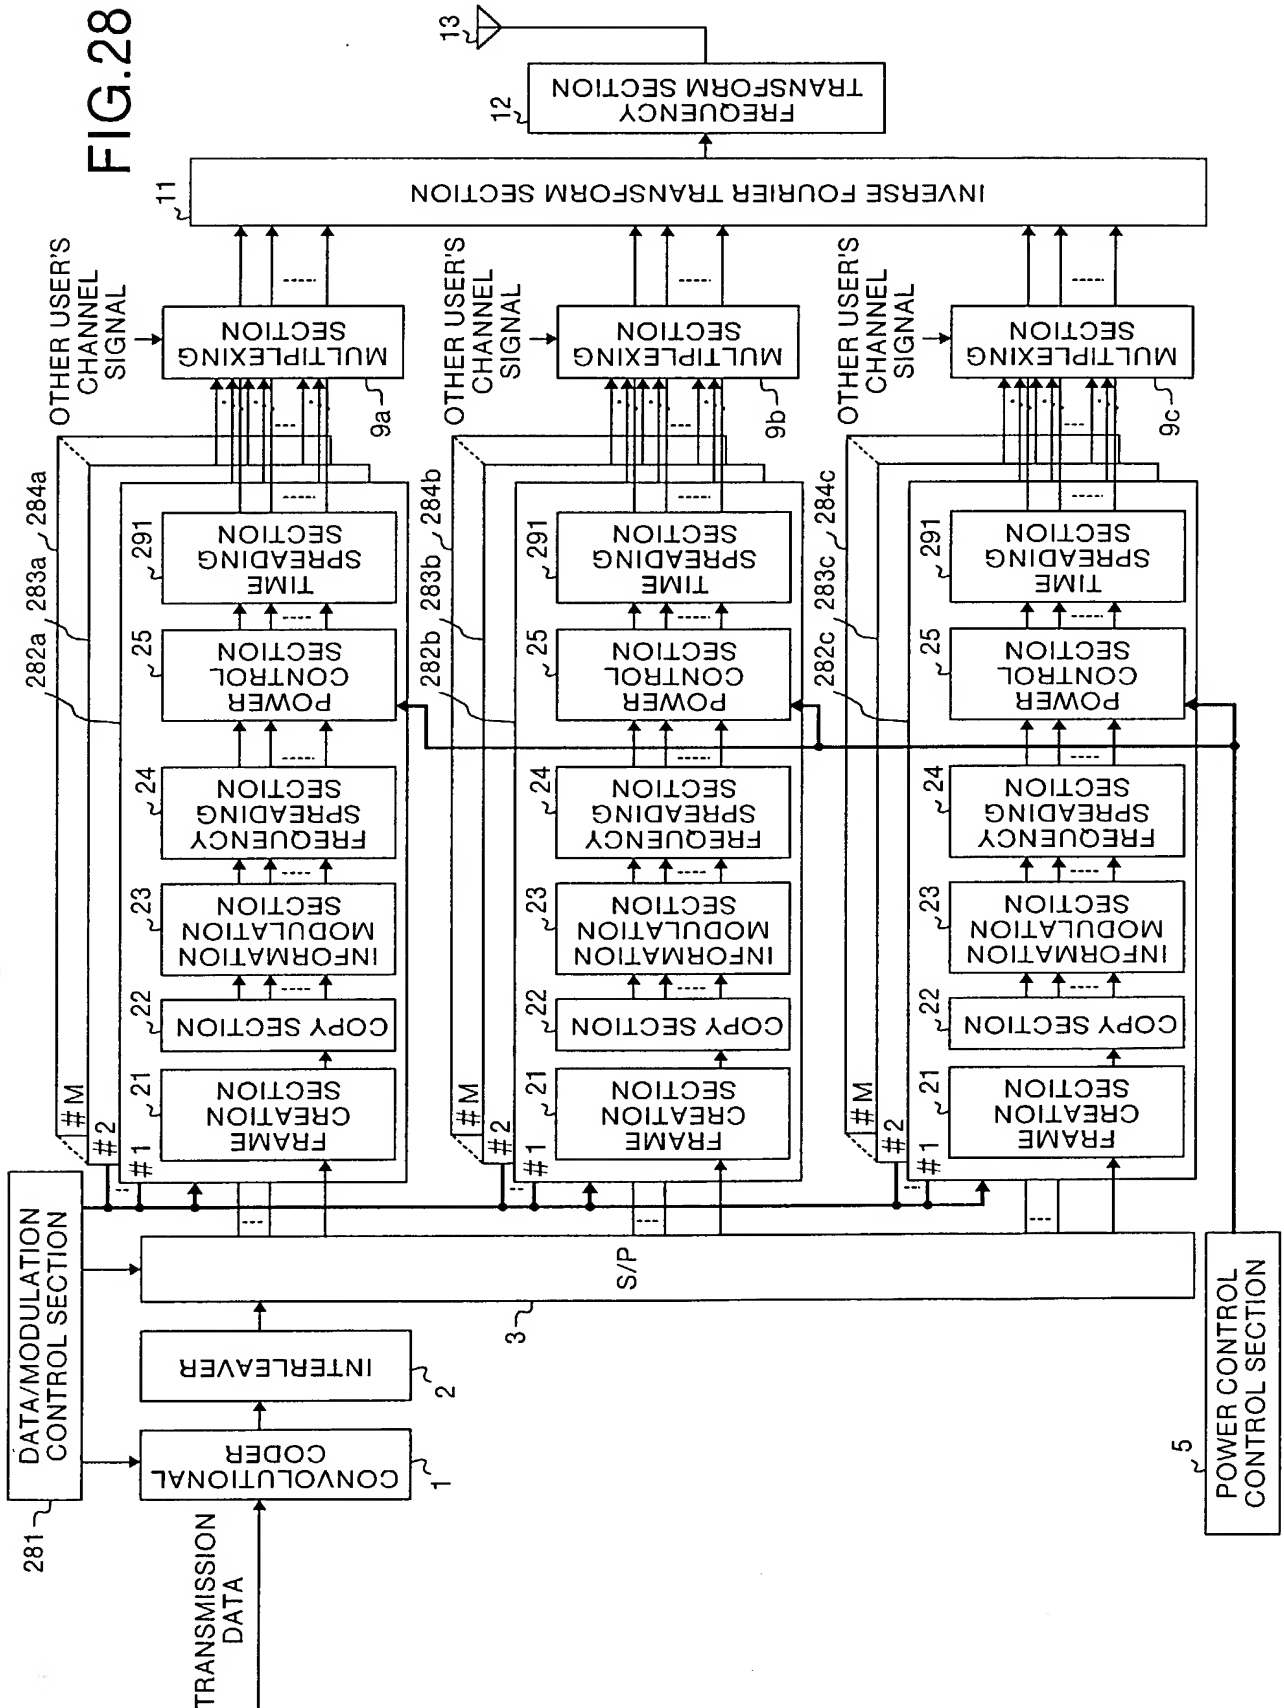 FIG.28
TRANSMISSION
DATA
281
DATA/MODULATION
CONTROL SECTION
CONVOLUTIONAL
CODER
1
INTERLEAVER
2
S/P
3
POWER CONTROL
CONTROL SECTION
5
#M
#2
#1
282a
283a
284a
FRAME
CREATION
SECTION
21
COPY SECTION
22
INFORMATION
MODULATION
SECTION
23
FREQUENCY
SPREADING
SECTION
24
POWER
CONTROL
SECTION
25
TIME
SPREADING
SECTION
291
OTHER USER'S
CHANNEL
SIGNAL
MULTIPLEXING
SECTION
9a
#M
#2
#1
282b
283b
284b
FRAME
CREATION
SECTION
21
COPY SECTION
22
INFORMATION
MODULATION
SECTION
23
FREQUENCY
SPREADING
SECTION
24
POWER
CONTROL
SECTION
25
TIME
SPREADING
SECTION
291
OTHER USER'S
CHANNEL
SIGNAL
MULTIPLEXING
SECTION
9b
#M
#2
#1
282c
283c
284c
FRAME
CREATION
SECTION
21
COPY SECTION
22
INFORMATION
MODULATION
SECTION
23
FREQUENCY
SPREADING
SECTION
24
POWER
CONTROL
SECTION
25
TIME
SPREADING
SECTION
291
OTHER USER'S
CHANNEL
SIGNAL
MULTIPLEXING
SECTION
9c
INVERSE FOURIER TRANSFORM SECTION
11
FREQUENCY
TRANSFORM SECTION
12
13